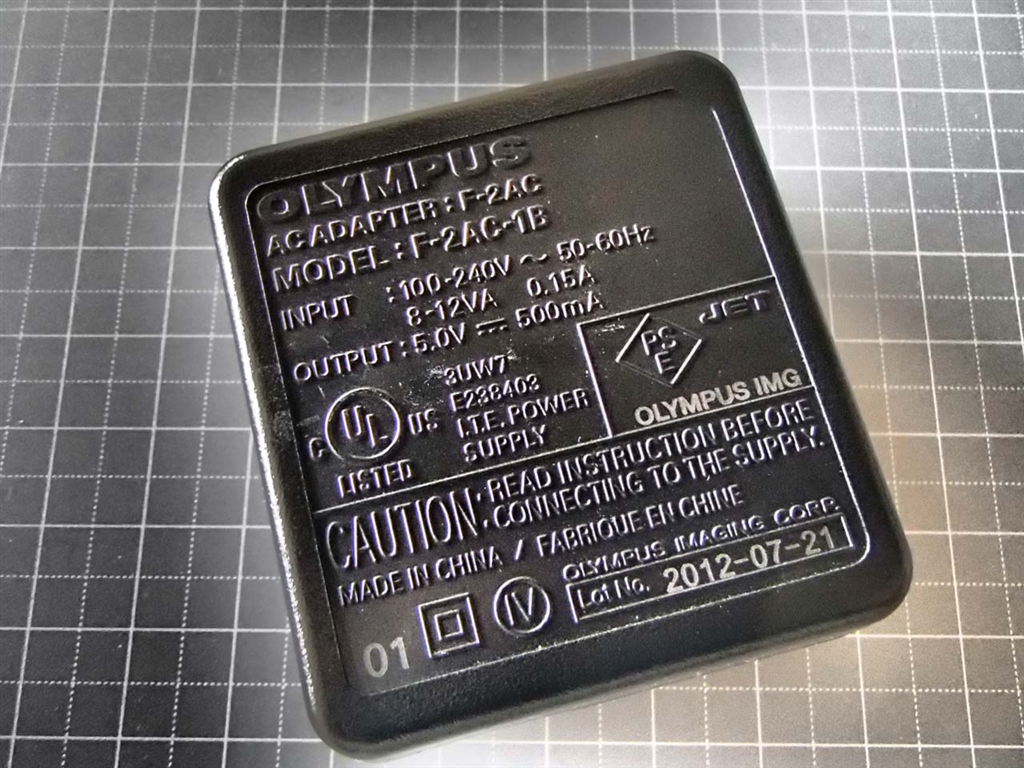 OLYMPUS
AC ADAPTER : F-2AC
MODEL : F-2AC-1B
INPUT : 100-240V ~ 50-60Hz
8-12VA 0.15A
OUTPUT : 5.0V ⎓ 500mA
C UL US
LISTED
3UW7
E238403
I.T.E. POWER
SUPPLY
PS
E
JET
OLYMPUS IMG
CAUTION : READ INSTRUCTION BEFORE
CONNECTING TO THE SUPPLY.
MADE IN CHINA / FABRIQUE EN CHINE
OLYMPUS IMAGING CORP.
01
IV
Lot No. 2012-07-21